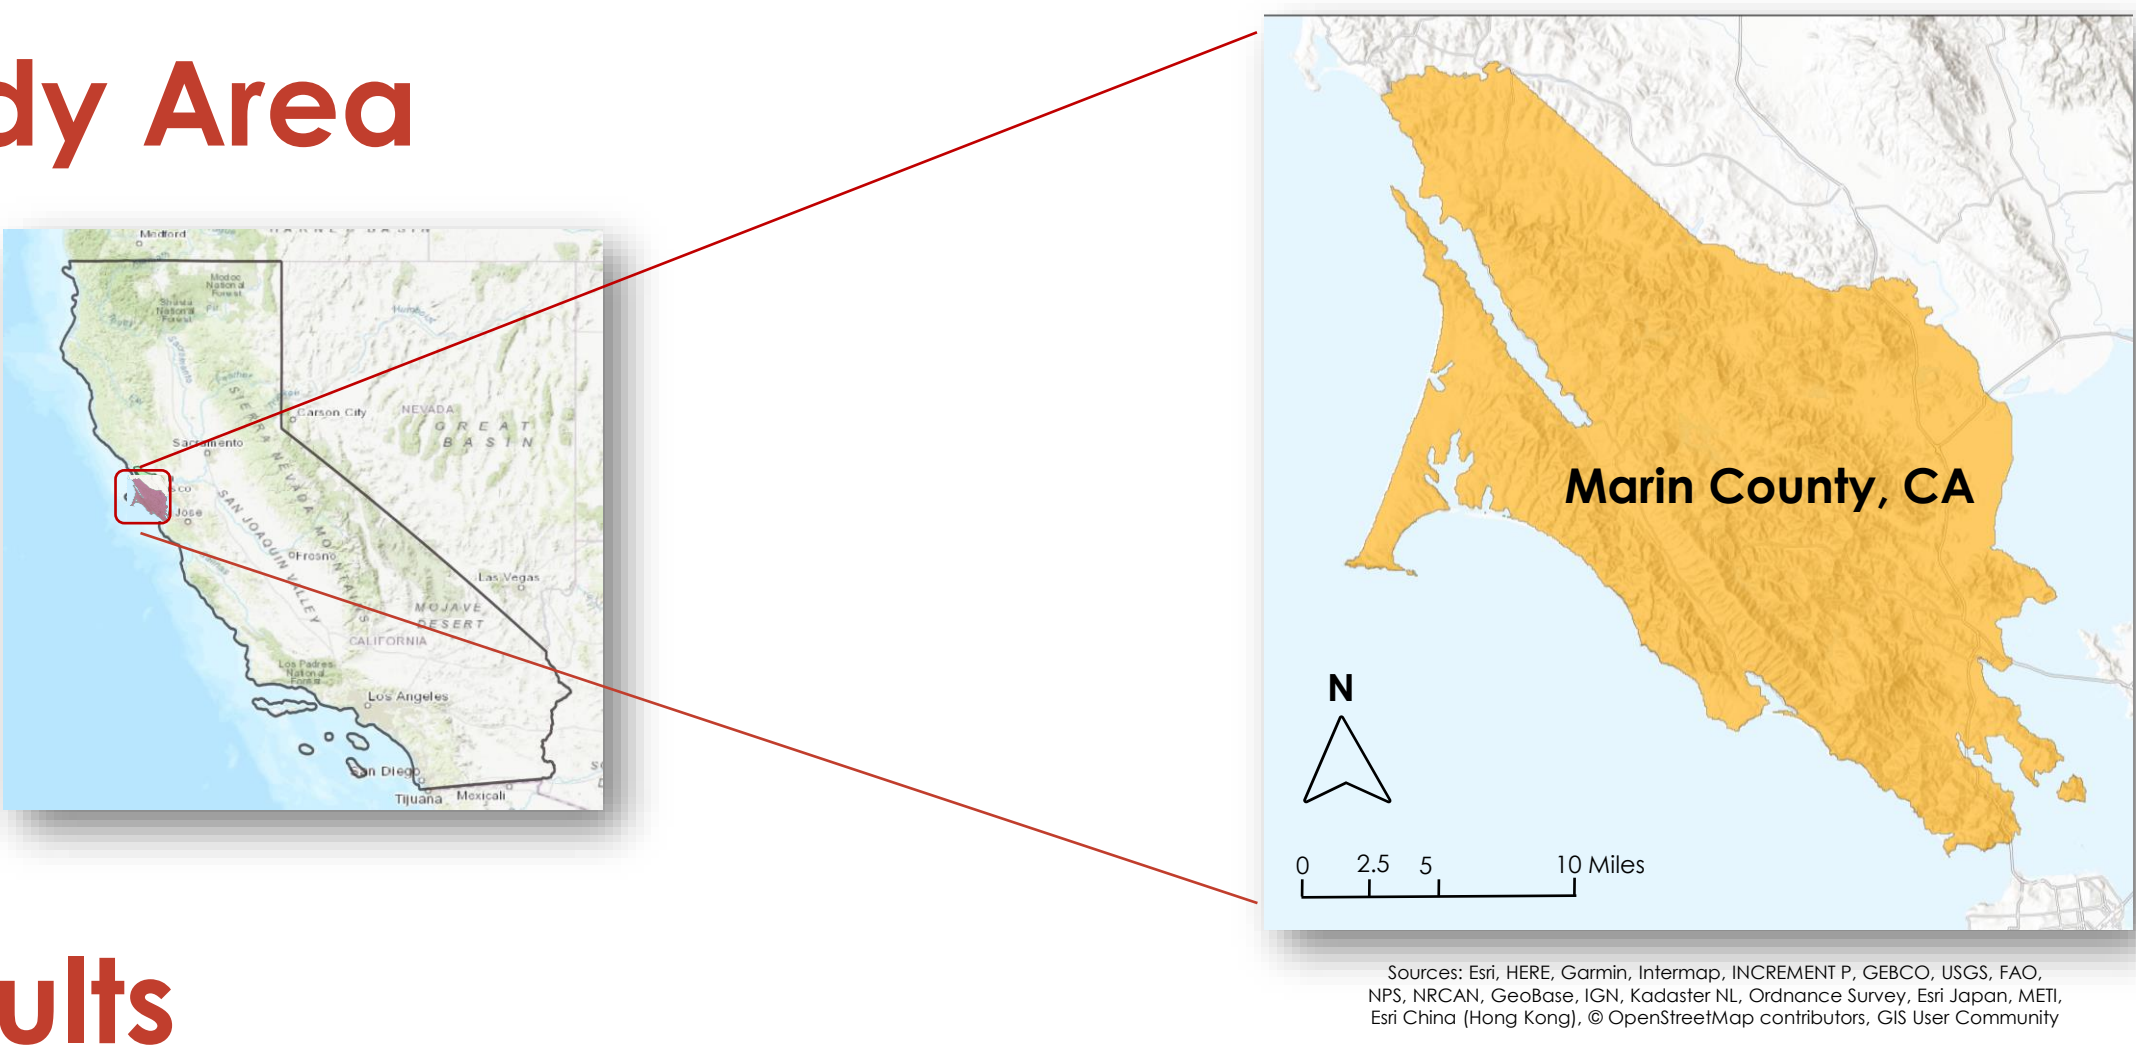 dy Area
Medford
Modoc
National
Forest
Shasta
National
Forest
Pit
Humboldt
Feather
Carson City
NEVADA
GREAT
BASIN
Sacramento
SIERRA NEVADA MOUNTAINS
sco
Jose
SAN JOAQUIN VALLEY
Fresno
Las Vegas
MOJAVE
DESERT
CALIFORNIA
Los Padres
National
Forest
Los Angeles
San Diego
Tijuana
Mexicali
Marin County, CA
N
0 2.5 5 10 Miles
Sources: Esri, HERE, Garmin, Intermap, INCREMENT P, GEBCO, USGS, FAO,
NPS, NRCAN, GeoBase, IGN, Kadaster NL, Ordnance Survey, Esri Japan, METI,
Esri China (Hong Kong), © OpenStreetMap contributors, GIS User Community
ults